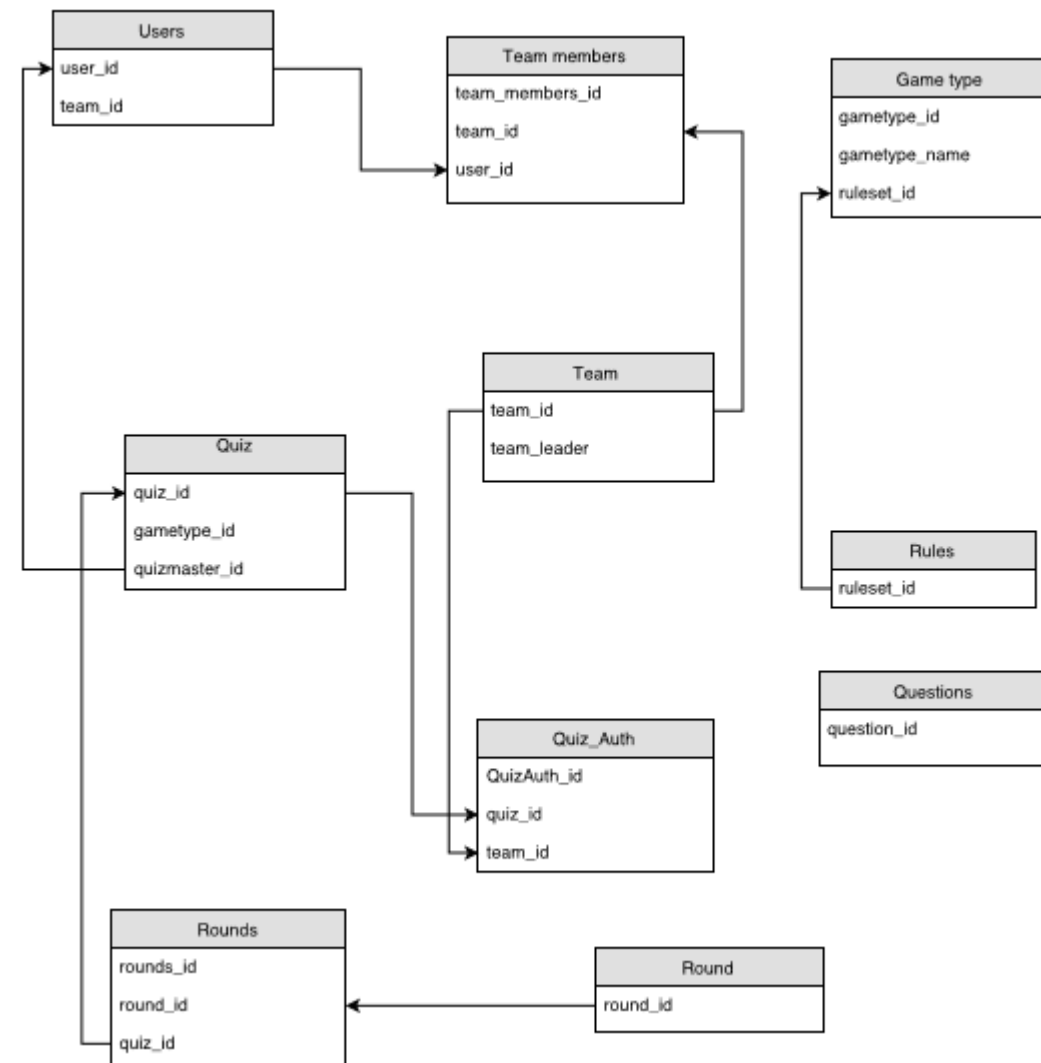 Users
user_id
team_id
Team members
team_members_id
team_id
user_id
Game type
gametype_id
gametype_name
ruleset_id
Team
team_id
team_leader
Quiz
quiz_id
gametype_id
quizmaster_id
Rules
ruleset_id
Questions
question_id
Quiz_Auth
QuizAuth_id
quiz_id
team_id
Rounds
rounds_id
round_id
quiz_id
Round
round_id